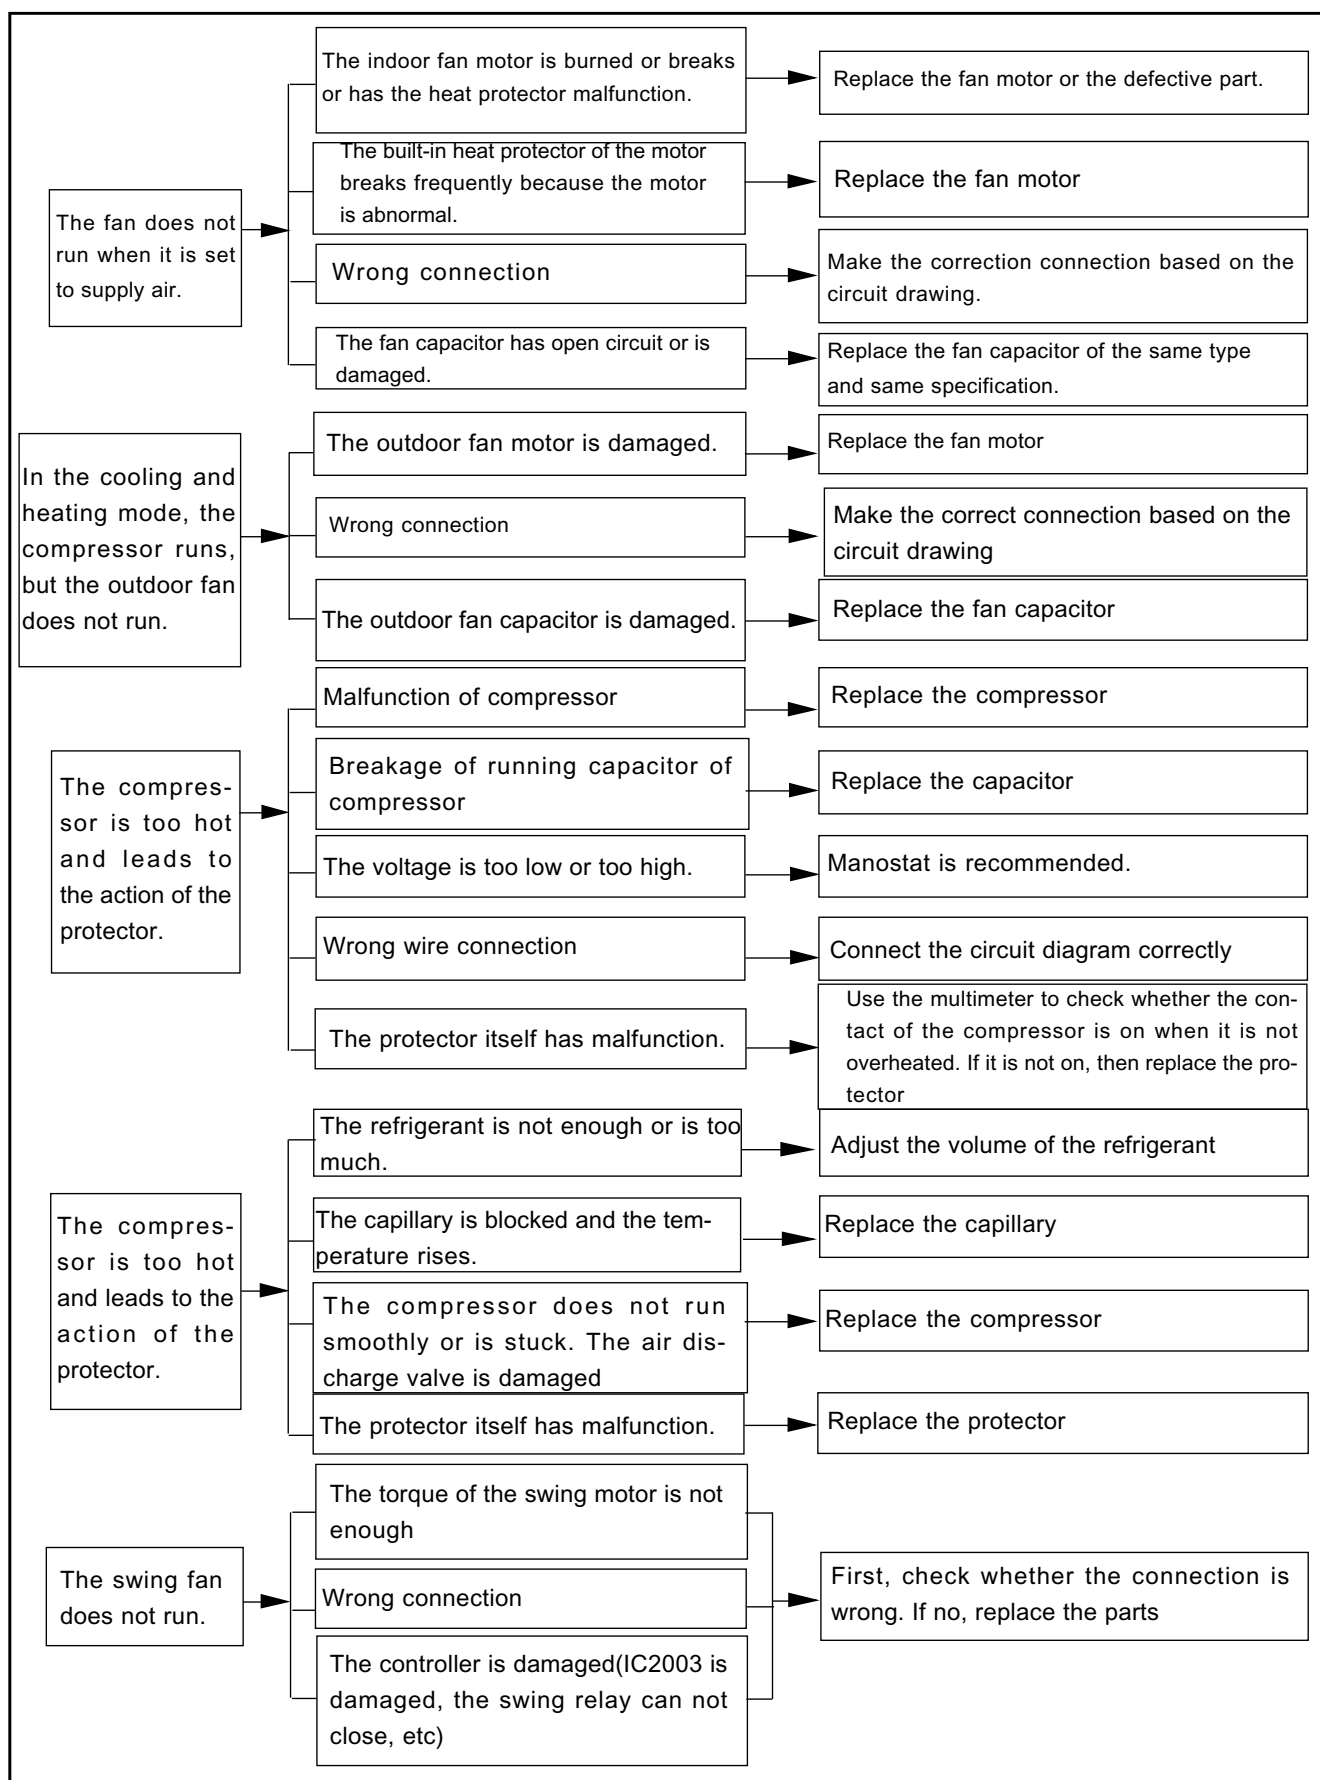 The fan does not
run when it is set
to supply air.
The indoor fan motor is burned or breaks
or has the heat protector malfunction.
Replace the fan motor or the defective part.
The built-in heat protector of the motor
breaks frequently because the motor
is abnormal.
Replace the fan motor
Wrong connection
Make the correction connection based on the
circuit drawing.
The fan capacitor has open circuit or is
damaged.
Replace the fan capacitor of the same type
and same specification.
In the cooling and
heating mode, the
compressor runs,
but the outdoor fan
does not run.
The outdoor fan motor is damaged.
Replace the fan motor
Wrong connection
Make the correct connection based on the
circuit drawing
The outdoor fan capacitor is damaged.
Replace the fan capacitor
The compres-
sor is too hot
and leads to
the action of the
protector.
Malfunction of compressor
Replace the compressor
Breakage of running capacitor of
compressor
Replace the capacitor
The voltage is too low or too high.
Manostat is recommended.
Wrong wire connection
Connect the circuit diagram correctly
The protector itself has malfunction.
Use the multimeter to check whether the con-
tact of the compressor is on when it is not
overheated. If it is not on, then replace the pro-
tector
The compres-
sor is too hot
and leads to the
action of the
protector.
The refrigerant is not enough or is too
much.
Adjust the volume of the refrigerant
The capillary is blocked and the tem-
perature rises.
Replace the capillary
The compressor does not run
smoothly or is stuck. The air dis-
charge valve is damaged
Replace the compressor
The protector itself has malfunction.
Replace the protector
The swing fan
does not run.
The torque of the swing motor is not
enough
Wrong connection
The controller is damaged(IC2003 is
damaged, the swing relay can not
close, etc)
First, check whether the connection is
wrong. If no, replace the parts